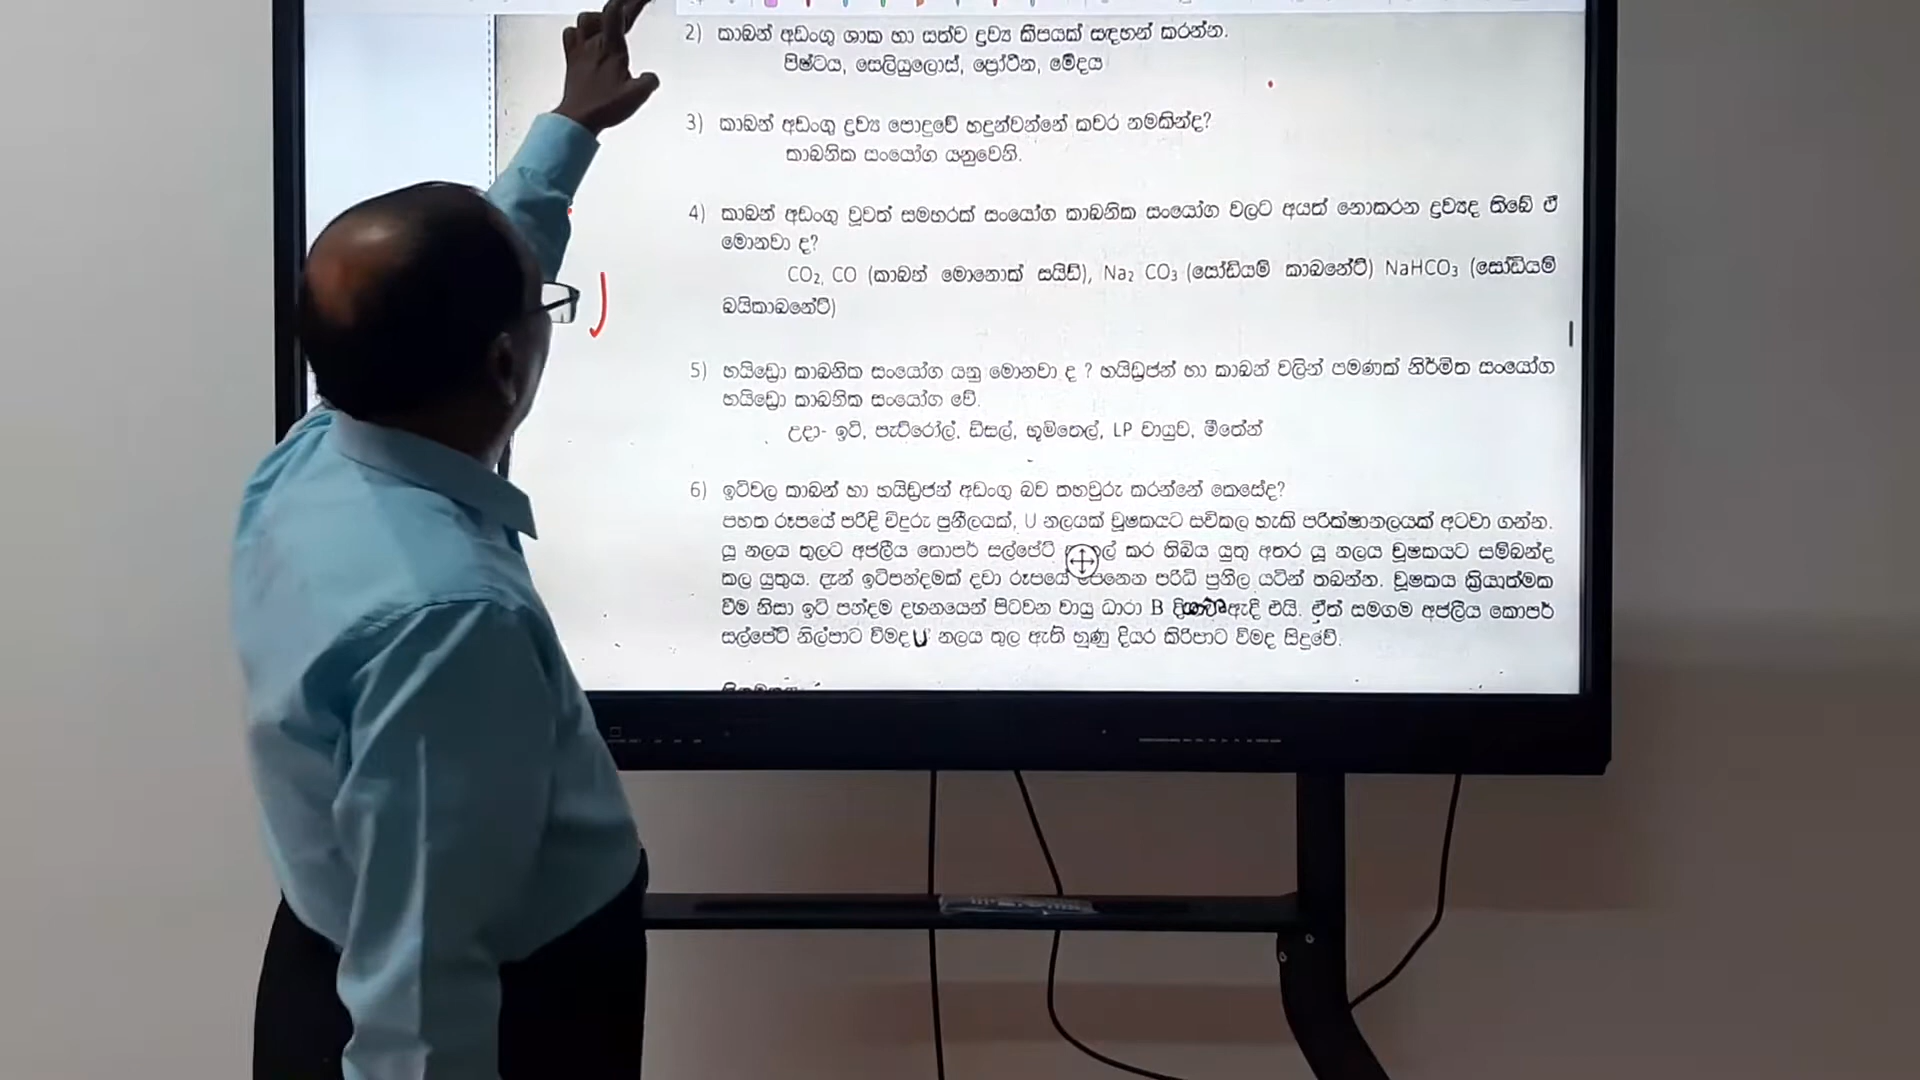 2) කාබන් අඩංගු ශාක හා සත්ව ද්‍රව්‍ය කීපයක් සඳහන් කරන්න.
පිෂ්ටය, සෙලියුලොස්, ප්‍රෝටීන, මේදය
3) කාබන් අඩංගු ද්‍රව්‍ය පොදුවේ හදුන්වන්නේ කවර නමකින්ද?
කාබනික සංයෝග යනුවෙනි.
4) කාබන් අඩංගු වූවත් සමහරක් සංයෝග කාබනික සංයෝග වලට අයත් නොකරන ද්‍රව්‍යද තිබේ ඒ
මොනවා ද?
CO₂, CO (කාබන් මොනොක් සයිඩ්), Na₂ CO₃ (සෝඩියම් කාබනේට්) NaHCO₃ (සෝඩියම්
බයිකාබනේට්)
5) හයිඩ්‍රො කාබනික සංයෝග යනු මොනවා ද ? හයිඩ්‍රජන් හා කාබන් වලින් පමණක් නිර්මිත සංයෝග
හයිඩ්‍රො කාබනික සංයෝග වේ.
උදා- ඉටි, පැට්රෝල්, ඩීසල්, භූමිතෙල්, LP වායුව, මීතේන්
6) ඉටිවල කාබන් හා හයිඩ්‍රජන් අඩංගු බව තහවුරු කරන්නේ කෙසේද?
පහත රූපයේ පරිදි විදුරු පුනීලයක්, U නලයක් චූෂකයට සවිකල හැකි පරික්ෂානලයක් අටවා ගන්න.
යූ නලය තුලට අජලීය කොපර් සල්පේට් කර තිබිය යුතු අතර යූ නලය චූෂකයට සම්බන්ද
කල යුතුය. දැන් ඉටිපන්දමක් දවා රූපයේ පෙනෙන පරිධි පුනීල යටින් තබන්න. චූෂකය ක්‍රියාත්මක
වීම නිසා ඉටි පන්දම දහනයෙන් පිටවන වායු ධාරා B ඇදී එයි. ඒත් සමගම අජලීය කොපර්
සල්පේට් නිල්පාට වීමද U නලය තුල ඇති හුණු දියර කිරිපාට වීමද සිදුවේ.